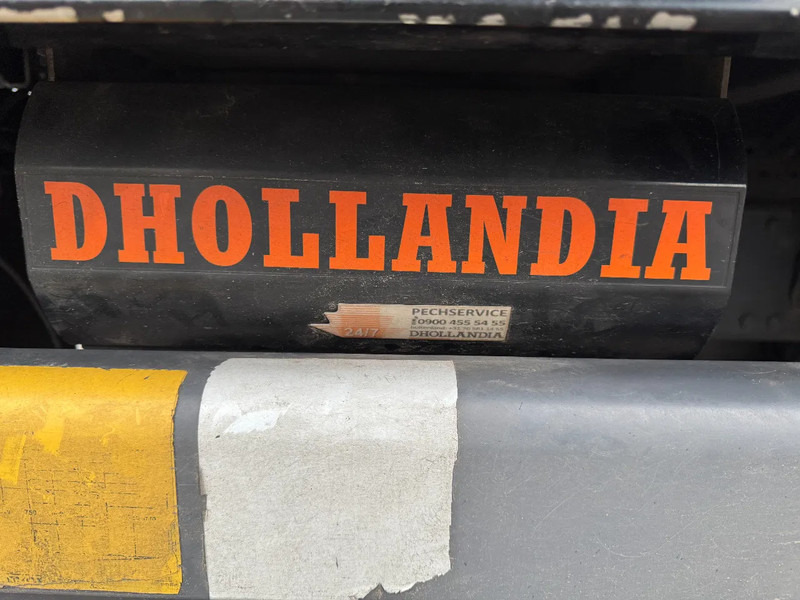 DHOLLANDIA
24/7
PECHSERVICE
0900 455 54 55
DHOLLANDIA